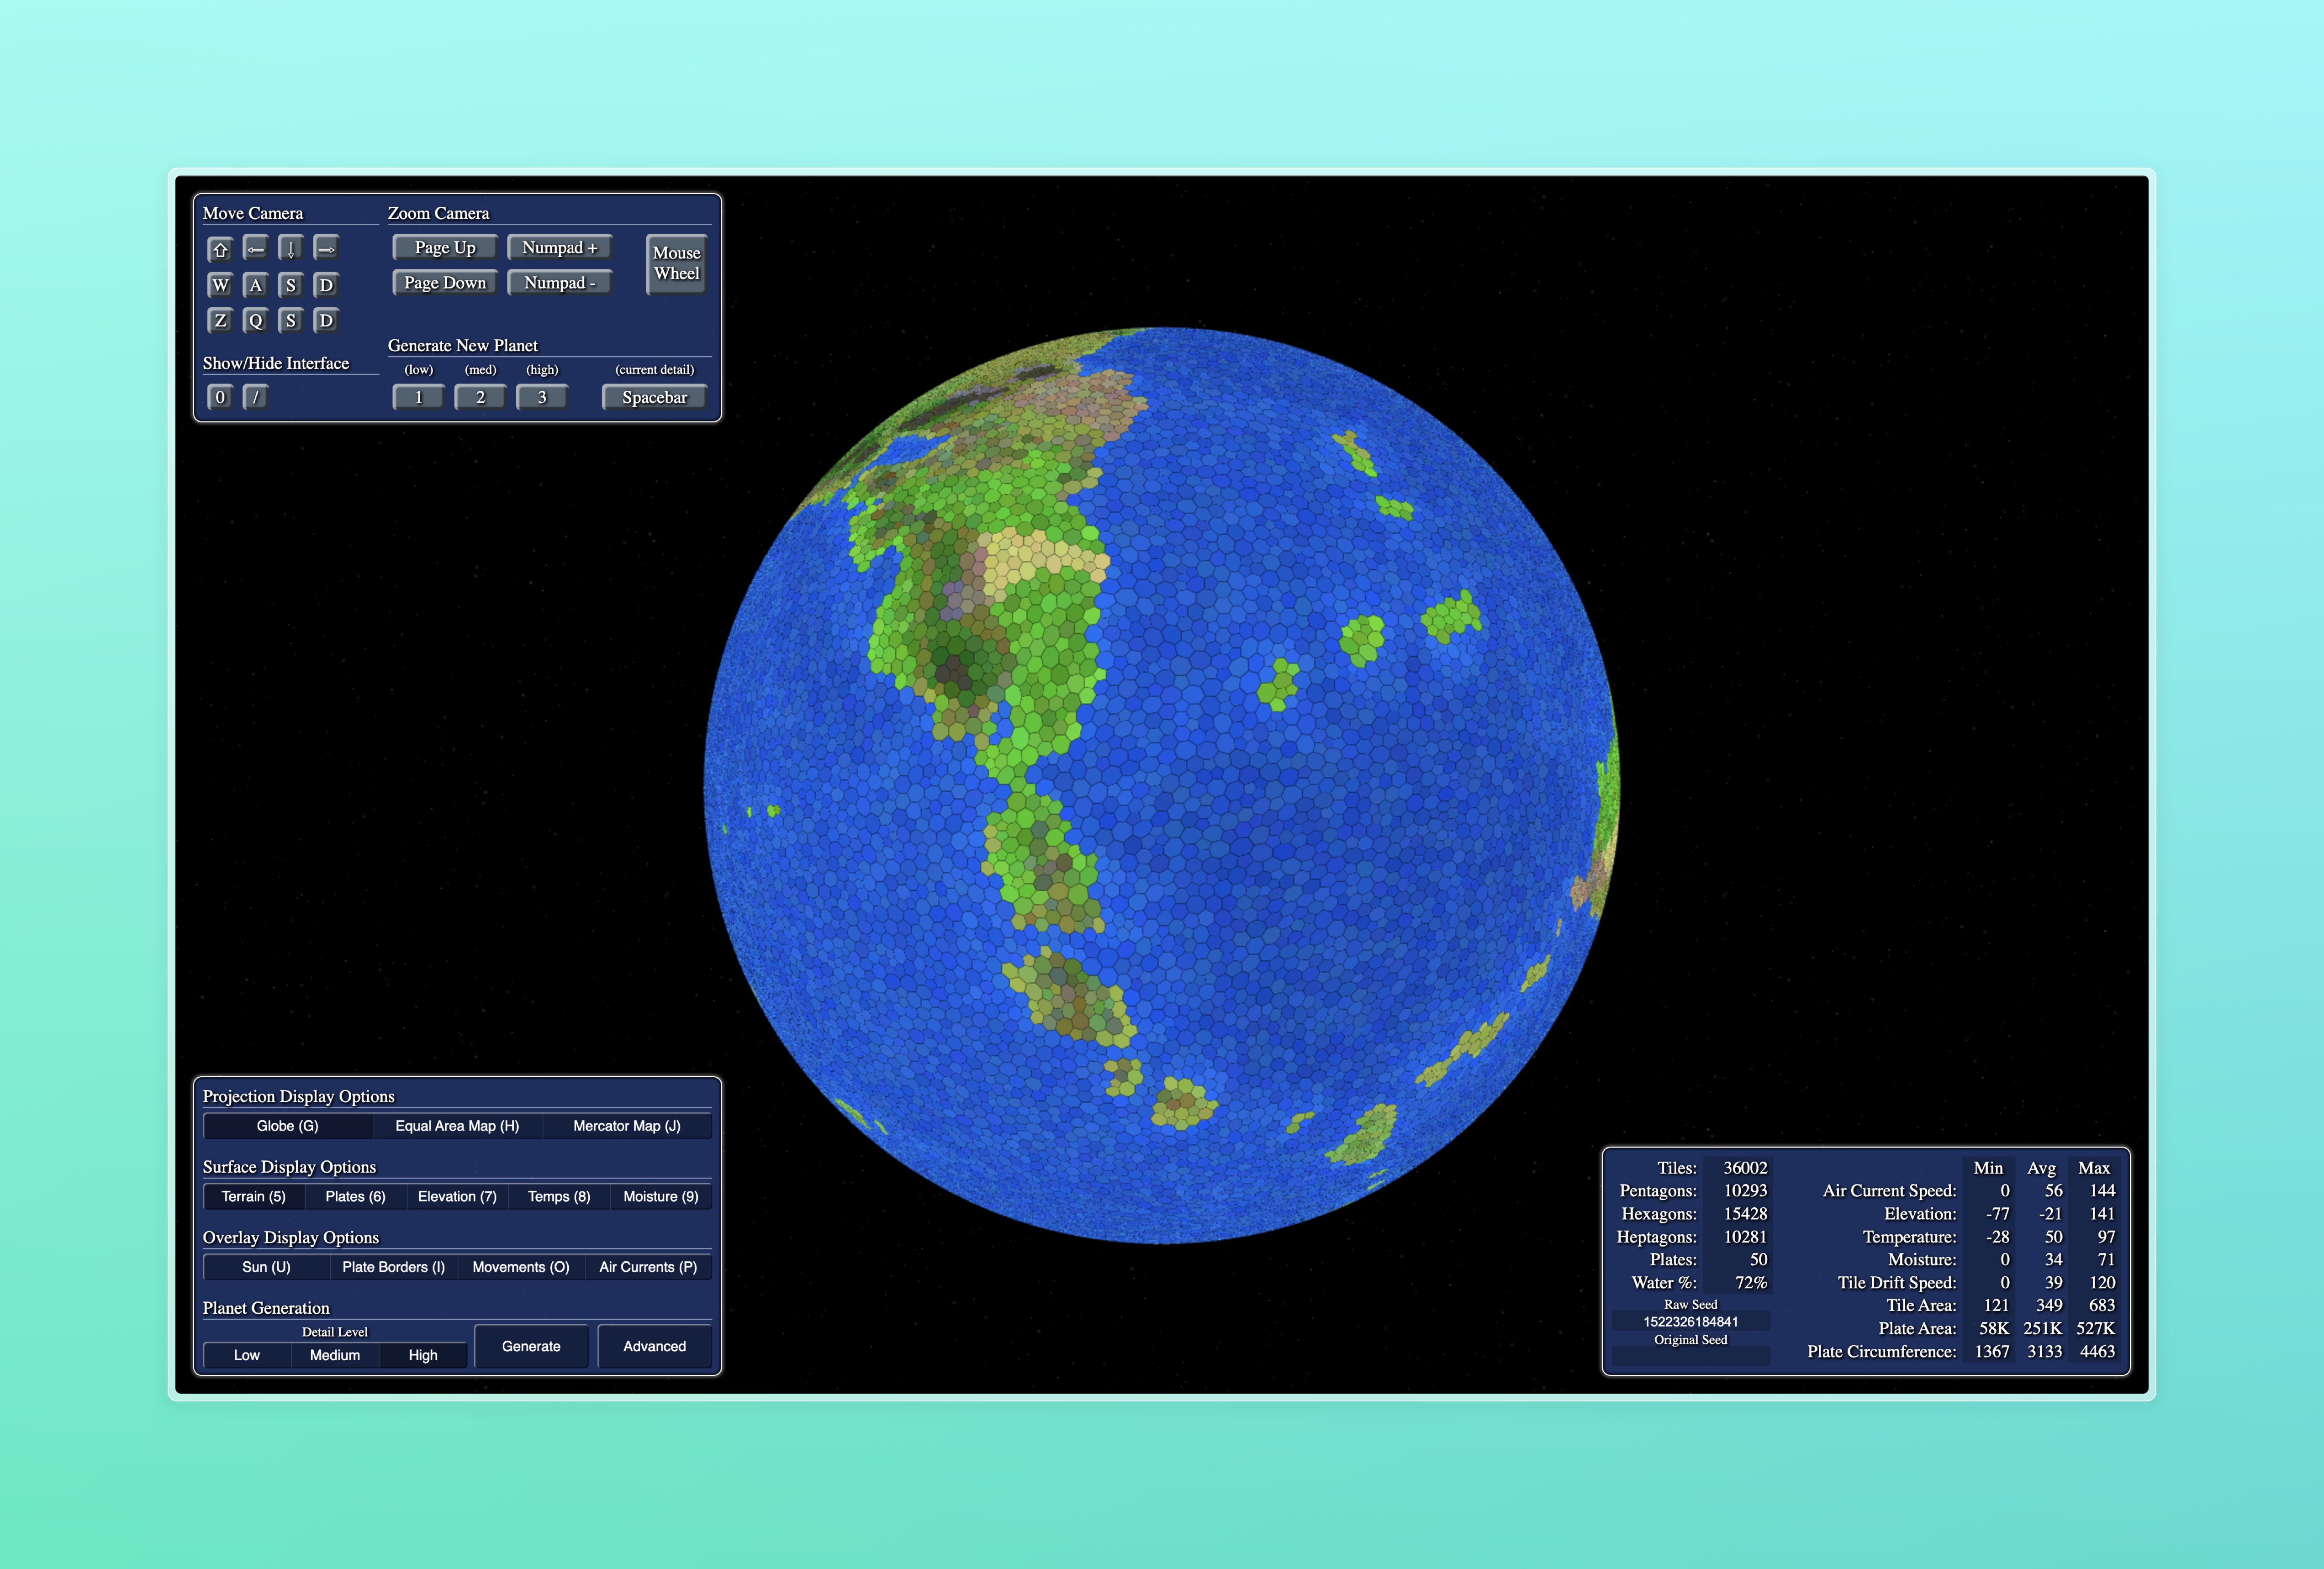 Move Camera
Zoom Camera
⇧ ← ↓ →
Page Up Numpad + Mouse Wheel
W A S D
Page Down Numpad -
Z Q S D
Generate New Planet
Show/Hide Interface
(low) (med) (high) (current detail)
0 / 1 2 3 Spacebar
Projection Display Options
Globe (G) Equal Area Map (H) Mercator Map (J)
Surface Display Options
Terrain (5) Plates (6) Elevation (7) Temps (8) Moisture (9)
Overlay Display Options
Sun (U) Plate Borders (I) Movements (O) Air Currents (P)
Planet Generation
Detail Level
Low Medium High Generate Advanced
Tiles: 36002
Pentagons: 10293
Hexagons: 15428
Heptagons: 10281
Plates: 50
Water %: 72%
Raw Seed
1522326184841
Original Seed
Min Avg Max
Air Current Speed: 0 56 144
Elevation: -77 -21 141
Temperature: -28 50 97
Moisture: 0 34 71
Tile Drift Speed: 0 39 120
Tile Area: 121 349 683
Plate Area: 58K 251K 527K
Plate Circumference: 1367 3133 4463